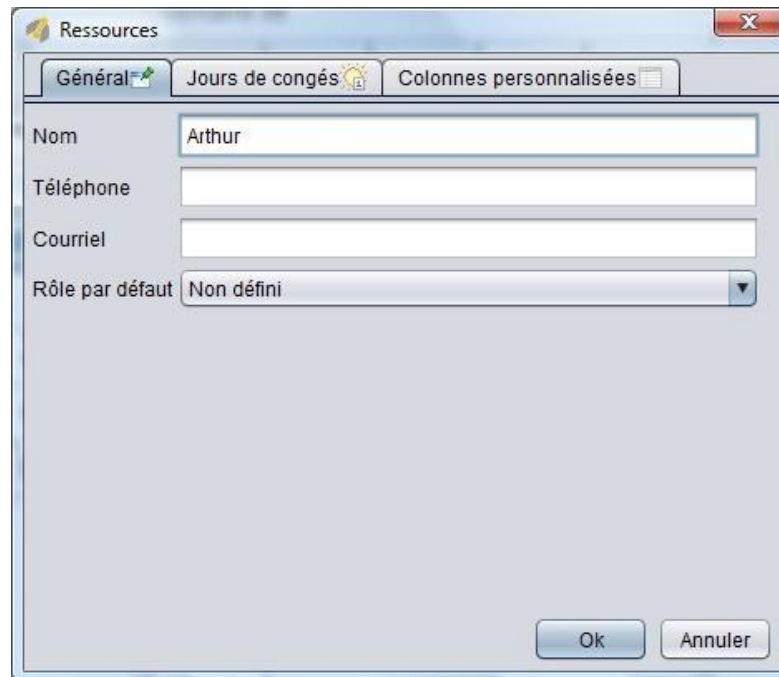 Ressources
Général Jours de congés Colonnes personnalisées
Nom Arthur
Téléphone
Courriel
Rôle par défaut Non défini
Ok Annuler